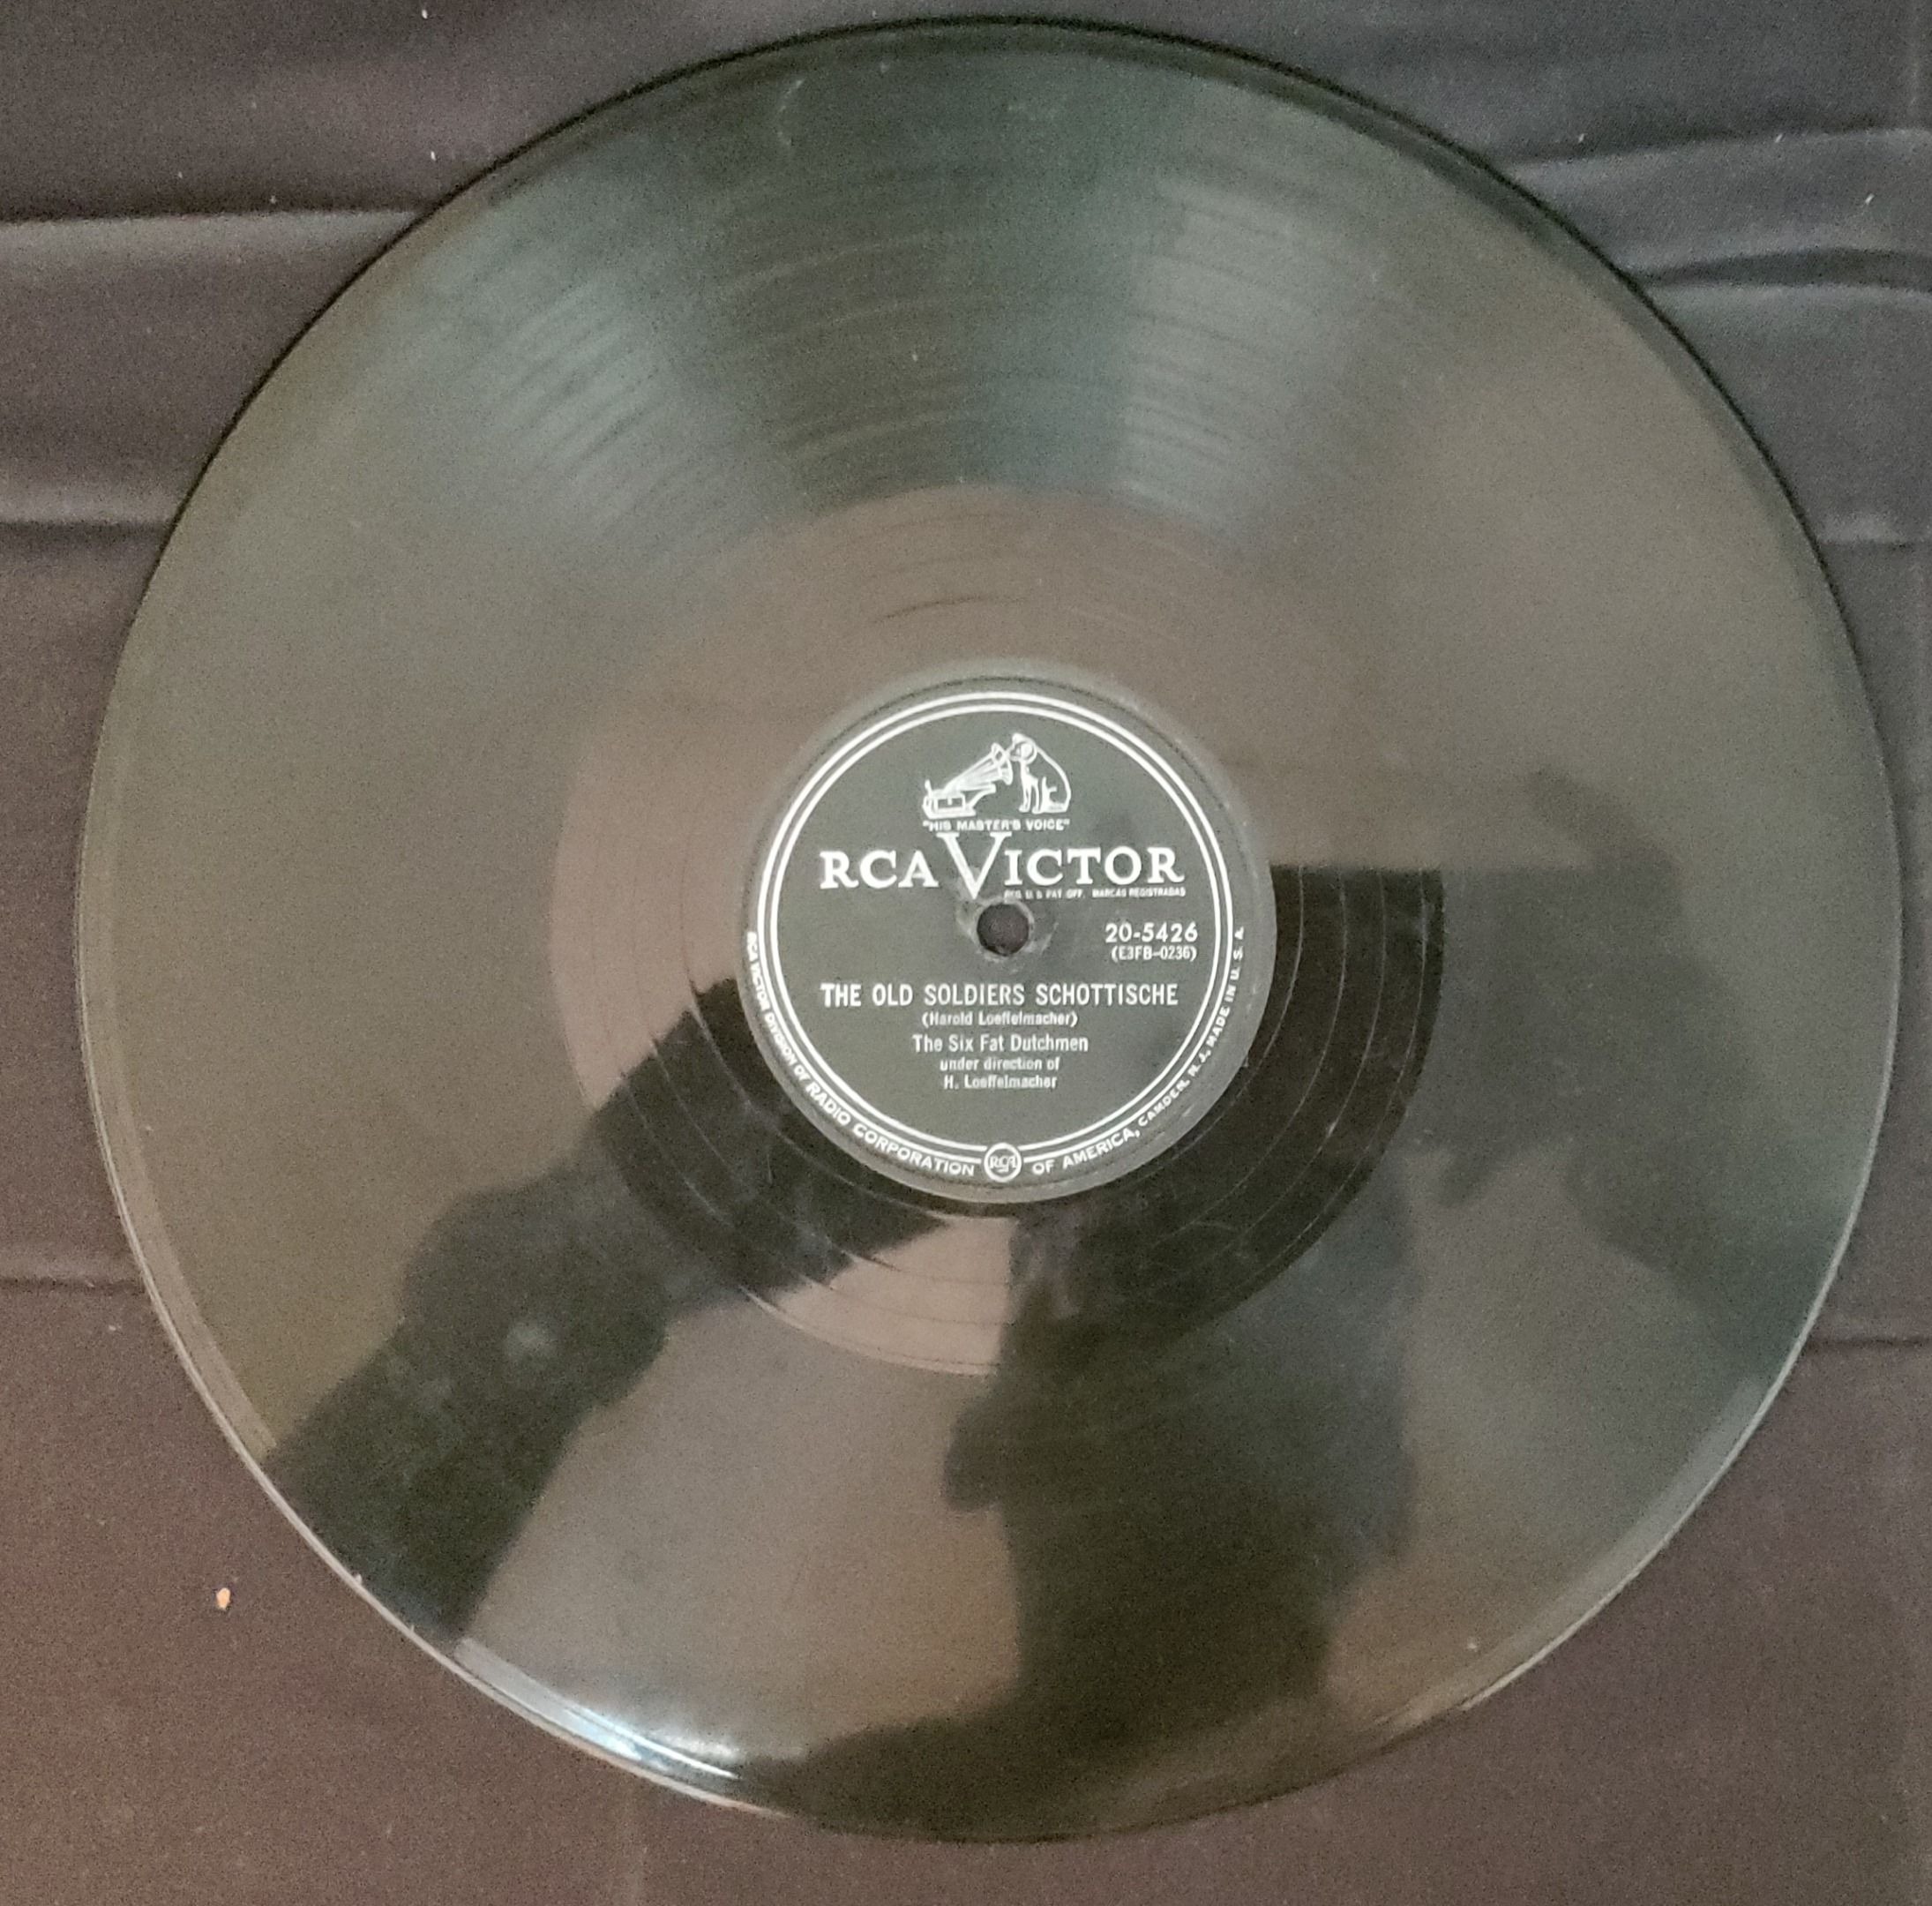 "HIS MASTER'S VOICE"
RCA VICTOR
REG. U. S. PAT. OFF. MARCAS REGISTRADAS
20-5426
(E3FB-0236)
THE OLD SOLDIERS SCHOTTISCHE
(Harold Loeffelmacher)
The Six Fat Dutchmen
under direction of
H. Loeffelmacher
RCA VICTOR DIVISION OF RADIO CORPORATION RCA OF AMERICA, CAMDEN, N. J. MADE IN U. S. A.